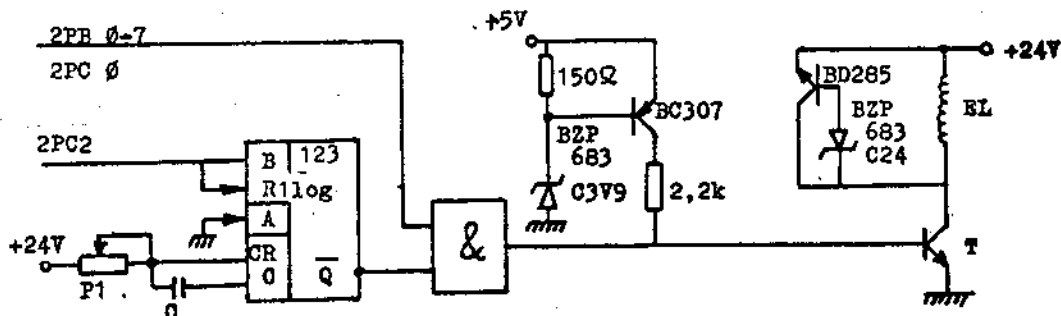 2PB Ø-7
2PC Ø
2PC2
B
123
R1log
A
CR
C
Q
+24V
P1
C
&
+5V
150Ω
BC307
BZP
683
C3V9
2,2k
+24V
BD285
BZP
683
C24
EL
T